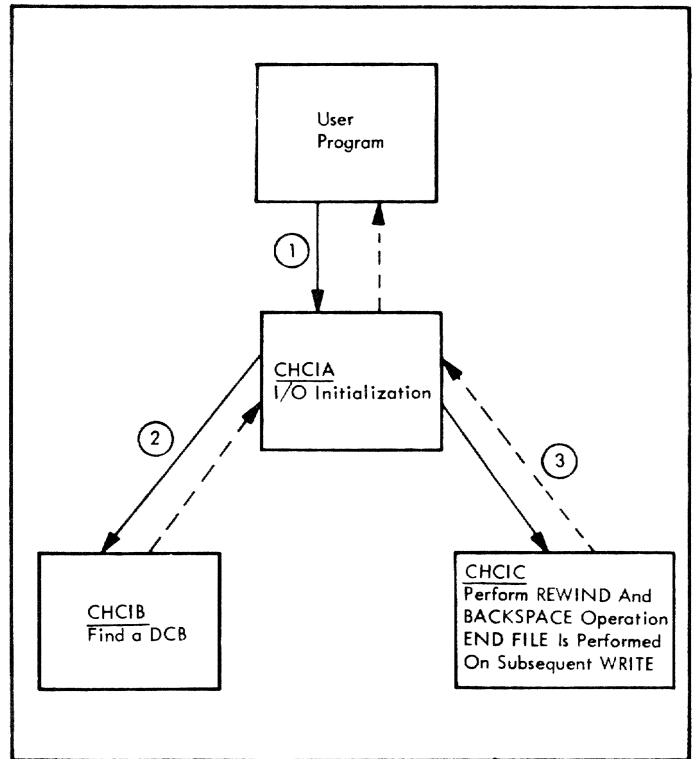 User
Program
1
CHCIA
I/O Initialization
2
3
CHCIB
Find a DCB
CHCIC
Perform REWIND And
BACKSPACE Operation
END FILE Is Performed
On Subsequent WRITE